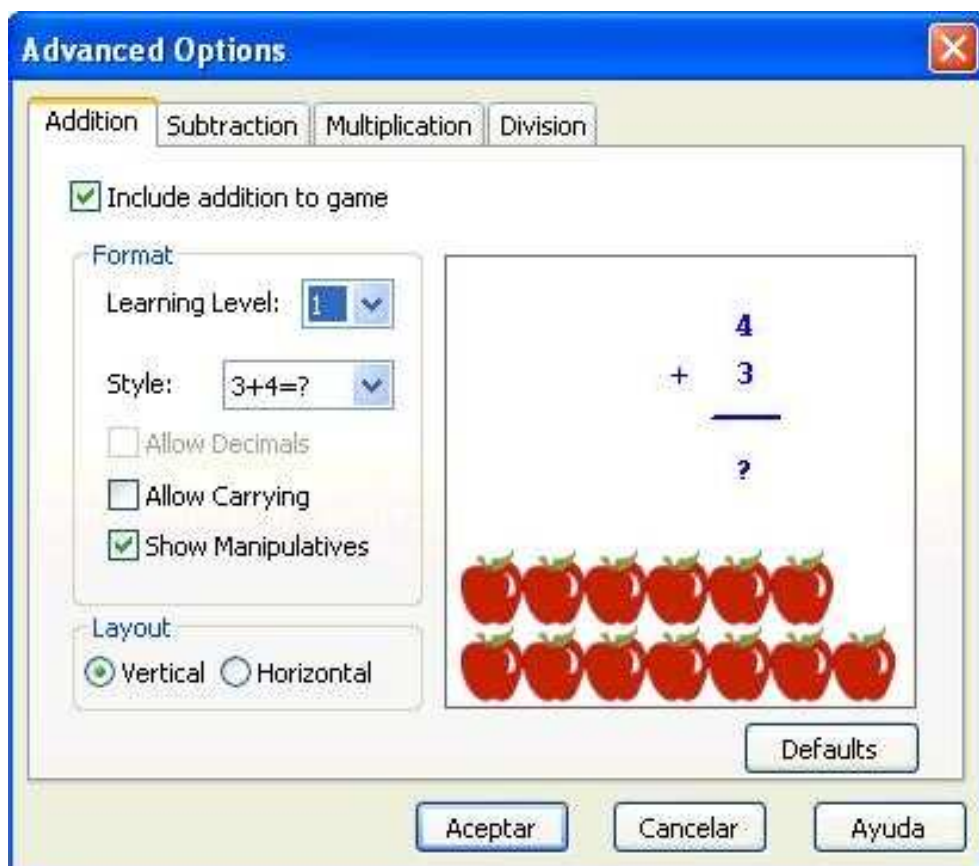 Advanced Options
Addition Subtraction Multiplication Division
Include addition to game
Format
Learning Level: 1
Style: 3+4=?
Allow Decimals
Allow Carrying
Show Manipulatives
Layout
Vertical Horizontal
4
+ 3
?
Defaults
Aceptar Cancelar Ayuda